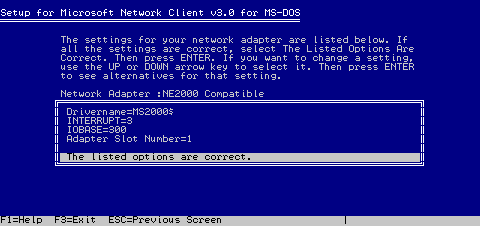 Setup for Microsoft Network Client v3.0 for MS-DOS
The settings for your network adapter are listed below. If
all the settings are correct, select The Listed Options Are
Correct. Then press ENTER. If you want to change a setting,
use the UP or DOWN arrow key to select it. Then press ENTER
to see alternatives for that setting.
Network Adapter :NE2000 Compatible
Drivername=MS2000$
INTERRUPT=3
IOBASE=300
Adapter Slot Number=1
The listed options are correct.
F1=Help F3=Exit ESC=Previous Screen